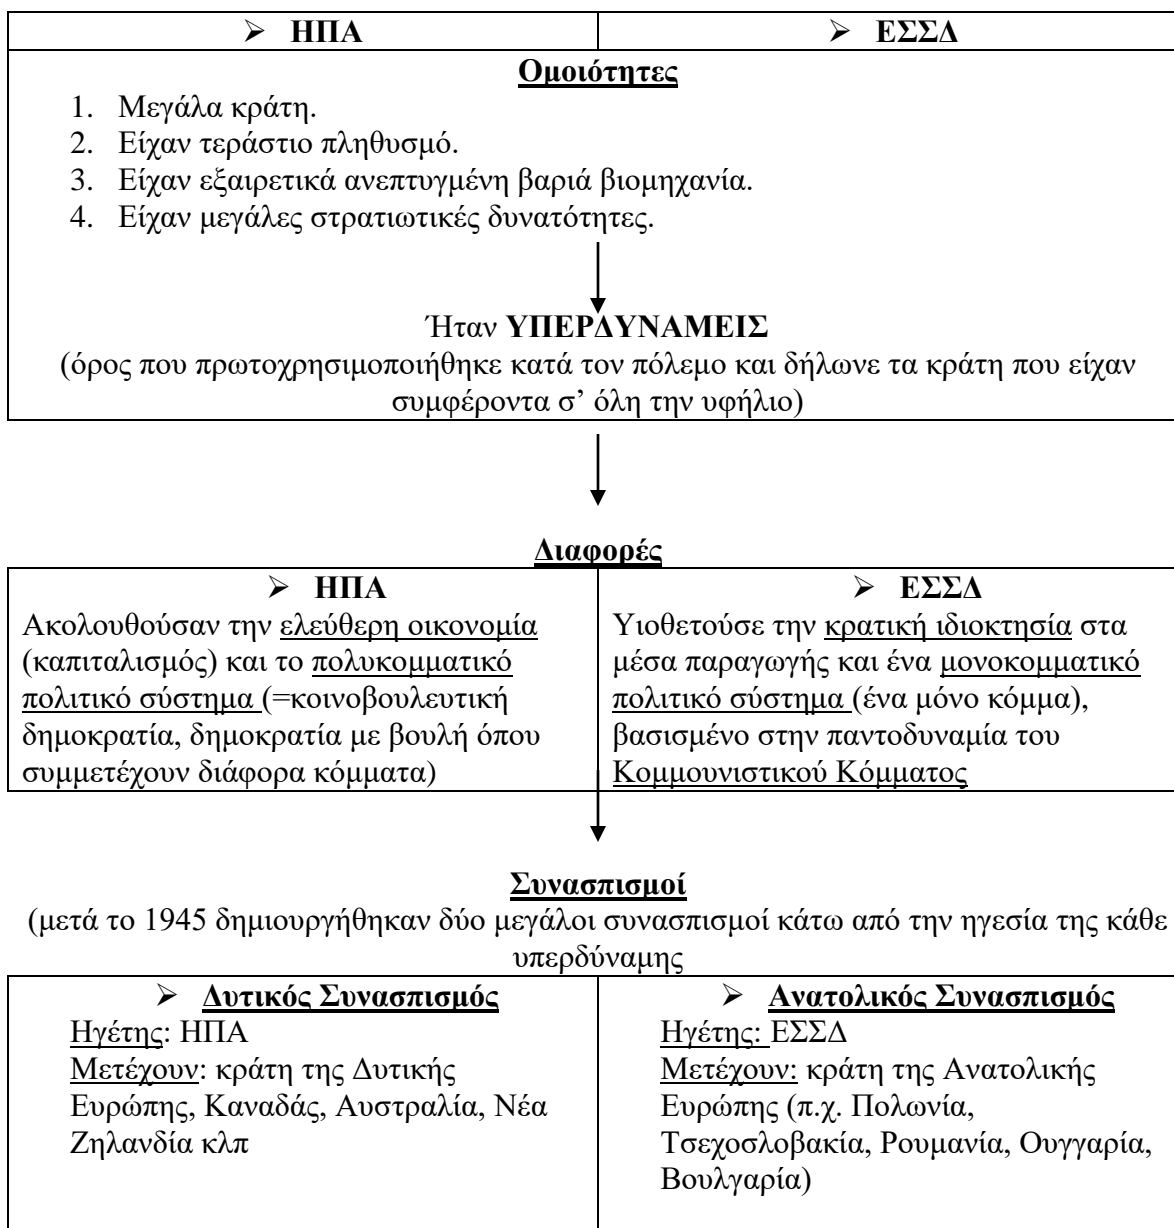 ➢ ΗΠΑ
➢ ΕΣΣΔ
Ομοιότητες
1. Μεγάλα κράτη.
2. Είχαν τεράστιο πληθυσμό.
3. Είχαν εξαιρετικά ανεπτυγμένη βαριά βιομηχανία.
4. Είχαν μεγάλες στρατιωτικές δυνατότητες.
Ήταν ΥΠΕΡΔΥΝΑΜΕΙΣ
(όρος που πρωτοχρησιμοποιήθηκε κατά τον πόλεμο και δήλωνε τα κράτη που είχαν
συμφέροντα σ’ όλη την υφήλιο)
Διαφορές
➢ ΗΠΑ
Ακολουθούσαν την ελεύθερη οικονομία
(καπιταλισμός) και το πολυκομματικό
πολιτικό σύστημα (=κοινοβουλευτική
δημοκρατία, δημοκρατία με βουλή όπου
συμμετέχουν διάφορα κόμματα)
➢ ΕΣΣΔ
Υιοθετούσε την κρατική ιδιοκτησία στα
μέσα παραγωγής και ένα μονοκομματικό
πολιτικό σύστημα (ένα μόνο κόμμα),
βασισμένο στην παντοδυναμία του
Κομμουνιστικού Κόμματος
Συνασπισμοί
(μετά το 1945 δημιουργήθηκαν δύο μεγάλοι συνασπισμοί κάτω από την ηγεσία της κάθε
υπερδύναμης
➢ Δυτικός Συνασπισμός
Ηγέτης: ΗΠΑ
Μετέχουν: κράτη της Δυτικής
Ευρώπης, Καναδάς, Αυστραλία, Νέα
Ζηλανδία κλπ
➢ Ανατολικός Συνασπισμός
Ηγέτης: ΕΣΣΔ
Μετέχουν: κράτη της Ανατολικής
Ευρώπης (π.χ. Πολωνία,
Τσεχοσλοβακία, Ρουμανία, Ουγγαρία,
Βουλγαρία)